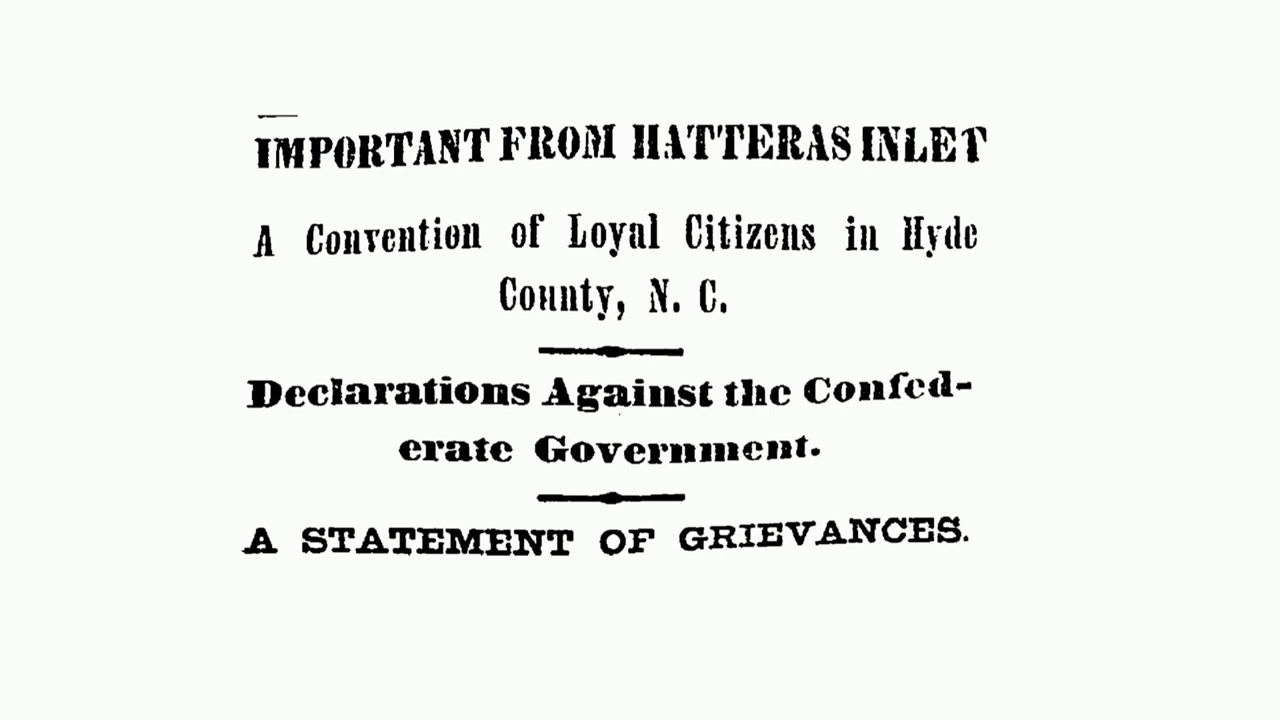 IMPORTANT FROM HATTERAS INLET
A Convention of Loyal Citizens in Hyde
County, N. C.
Declarations Against the Confed-
erate Government.
A STATEMENT OF GRIEVANCES.